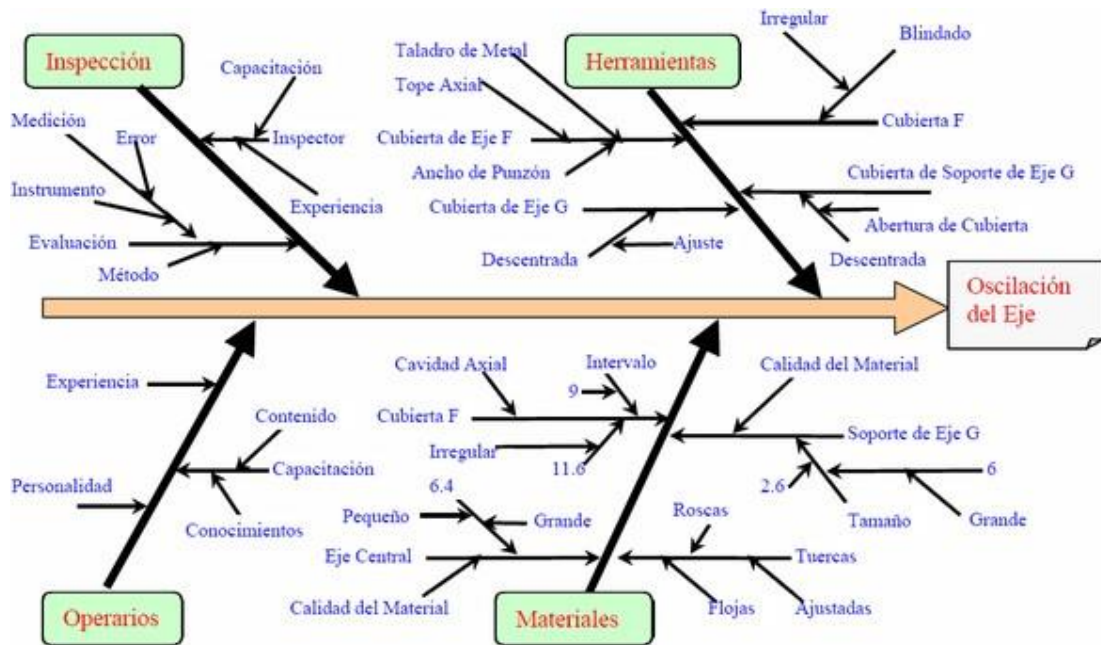 Inspección
Capacitación
Medición
Error
Inspector
Instrumento
Experiencia
Evaluación
Método
Taladro de Metal
Tope Axial
Herramientas
Irregular
Blindado
Cubierta de Eje F
Cubierta F
Ancho de Punzón
Cubierta de Soporte de Eje G
Cubierta de Eje G
Abertura de Cubierta
Ajuste
Descentrada
Descentrada
Oscilación
del Eje
Experiencia
Contenido
Capacitación
Personalidad
Conocimientos
Operarios
Cavidad Axial
Intervalo
9
Calidad del Material
Cubierta F
Soporte de Eje G
Irregular
11.6
6
2.6
6.4
Tamaño
Grande
Pequeño
Grande
Roscas
Eje Central
Tuercas
Calidad del Material
Flojas
Ajustadas
Materiales